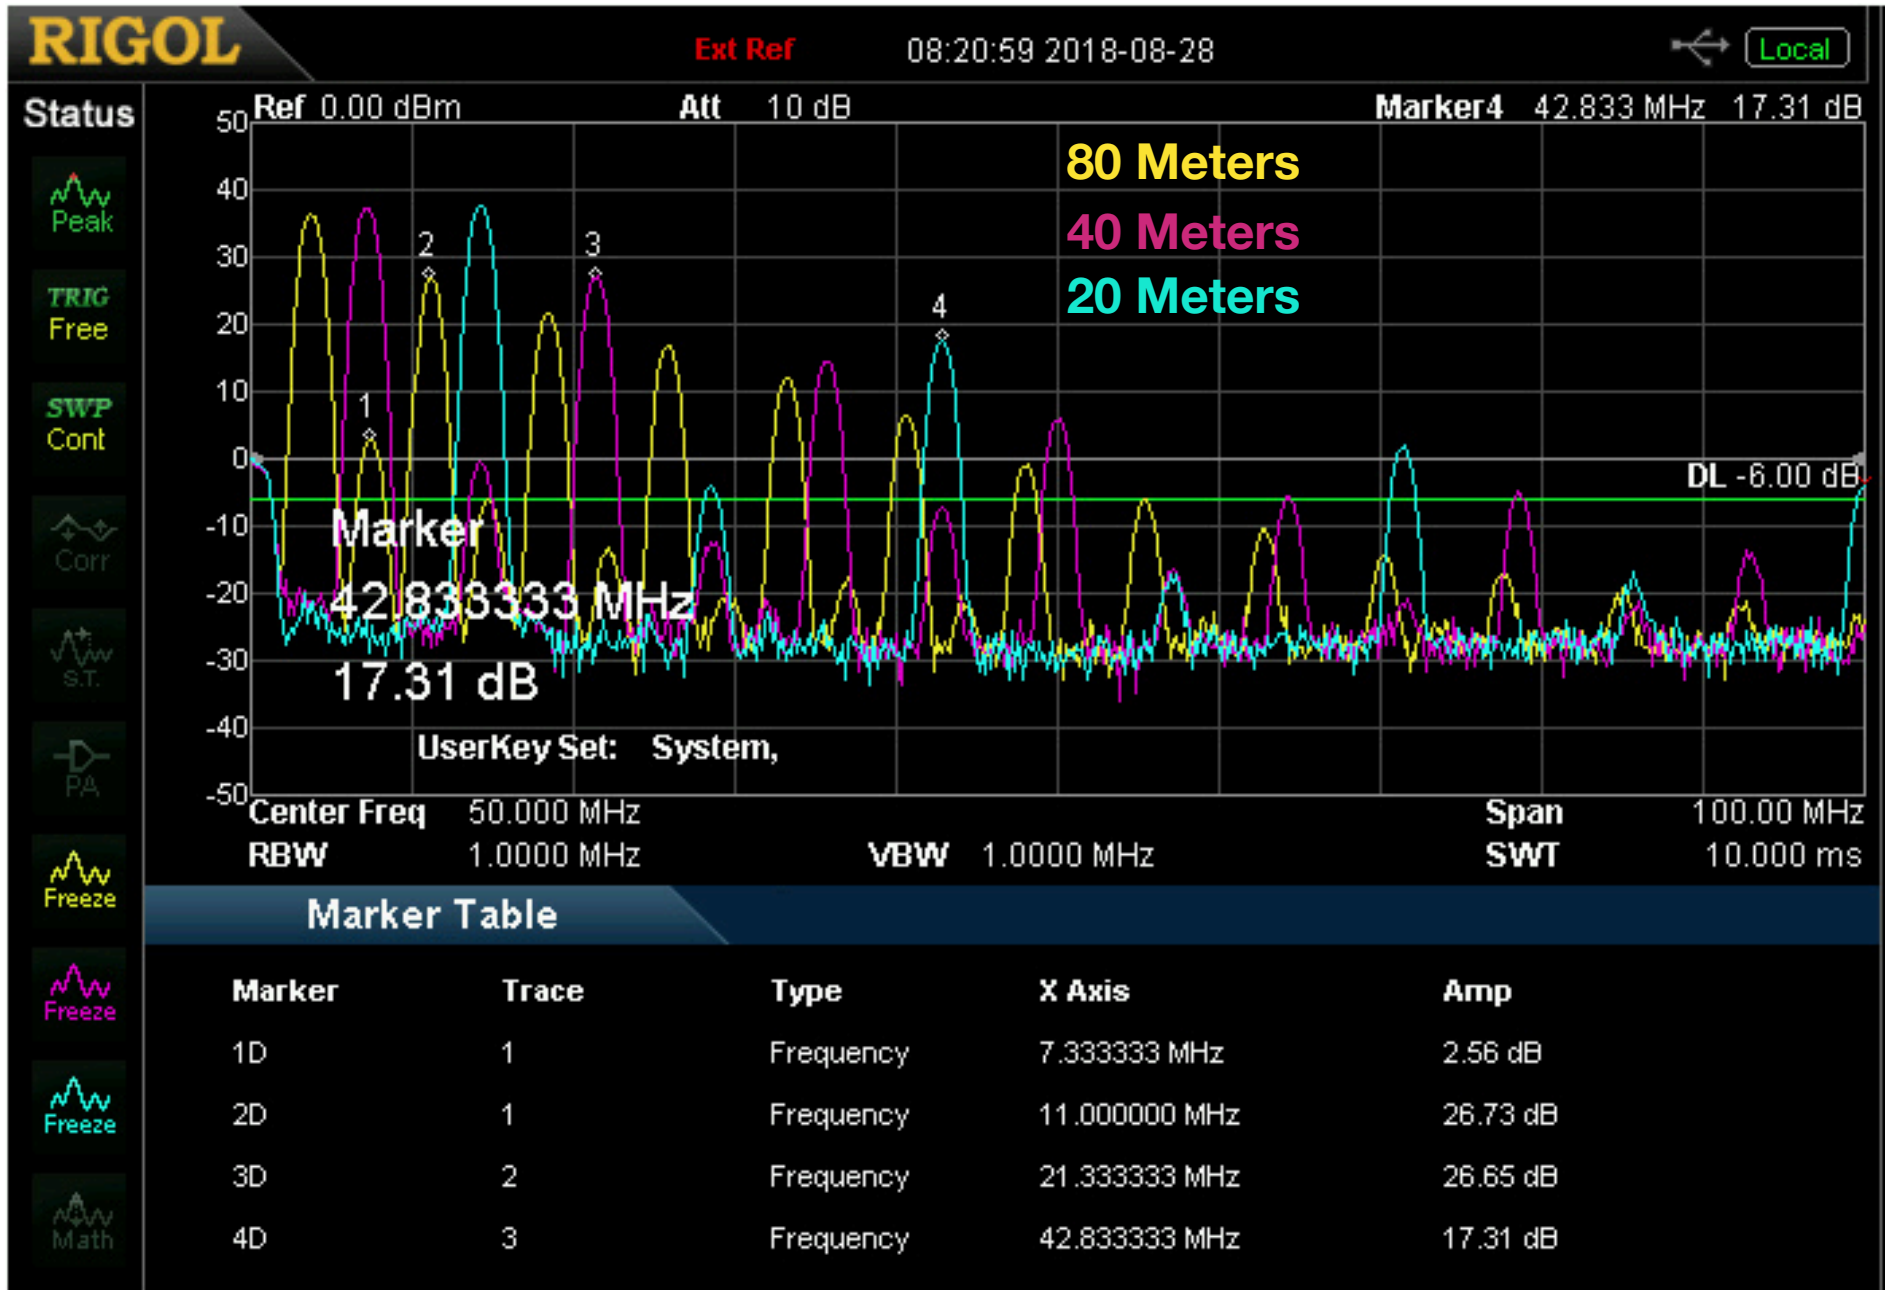 RIGOL
Ext Ref 08:20:59 2018-08-28 Local
Status
Ref 0.00 dBm Att 10 dB Marker4 42.833 MHz 17.31 dB
50
80 Meters
40
Peak
40 Meters
2 3
30
20 Meters
TRIG
Free
4
20
1
10
SWP
Cont
0
DL -6.00 dB
-10
Marker
Corr
-20
42.833333 MHz
-30
17.31 dB
S.T.
-40
UserKey Set: System,
PA
-50
Center Freq 50.000 MHz Span 100.00 MHz
RBW 1.0000 MHz VBW 1.0000 MHz SWT 10.000 ms
Freeze
Marker Table
Freeze
Marker Trace Type X Axis Amp
1D 1 Frequency 7.333333 MHz 2.56 dB
Freeze
2D 1 Frequency 11.000000 MHz 26.73 dB
3D 2 Frequency 21.333333 MHz 26.65 dB
Math
4D 3 Frequency 42.833333 MHz 17.31 dB